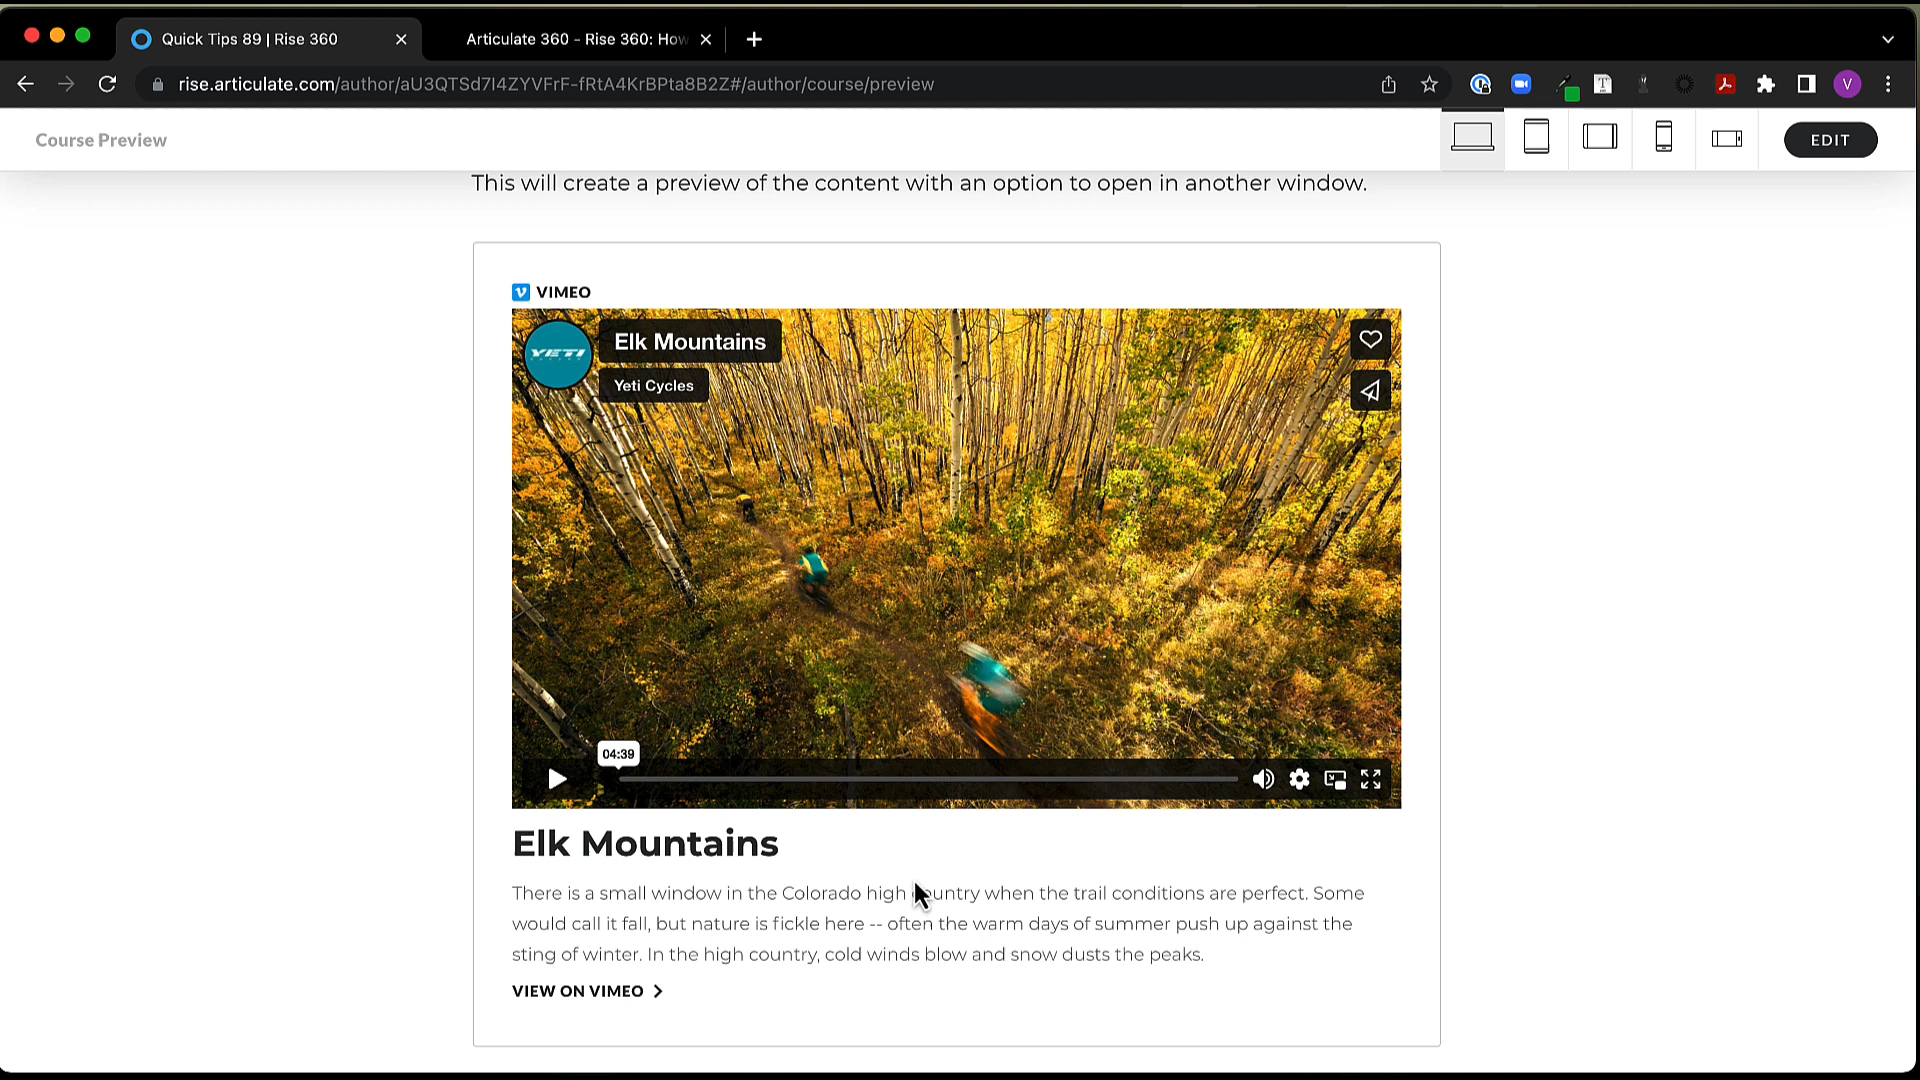 Quick Tips 89 | Rise 360
Articulate 360 - Rise 360: How
rise.articulate.com/author/aU3QTSd7I4ZYVFrF-fRtA4KrBPta8B2Z#/author/course/preview
V
Course Preview
EDIT
This will create a preview of the content with an option to open in another window.
VIMEO
YETI
Elk Mountains
Yeti Cycles
04:39
Elk Mountains
There is a small window in the Colorado high country when the trail conditions are perfect. Some
would call it fall, but nature is fickle here -- often the warm days of summer push up against the
sting of winter. In the high country, cold winds blow and snow dusts the peaks.
VIEW ON VIMEO